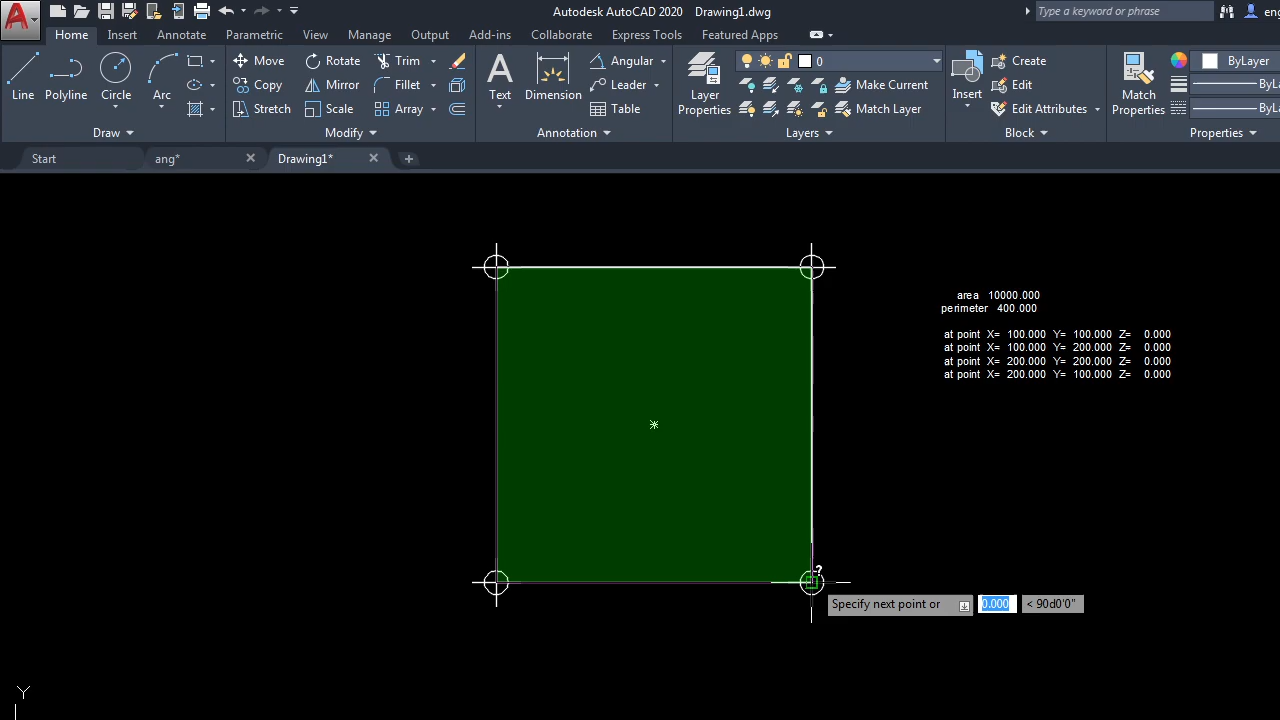 Autodesk AutoCAD 2020 Drawing1.dwg
Type a keyword or phrase
Home Insert Annotate Parametric View Manage Output Add-ins Collaborate Express Tools Featured Apps
Move Rotate Trim Angular 0 Create ByLayer
Line Polyline Circle Arc Copy Mirror Fillet Text Dimension Leader Layer Properties Make Current Insert Edit Match Properties ByLa
Stretch Scale Array Table Match Layer Edit Attributes ByLa
Draw Modify Annotation Layers Block Properties
Start ang* Drawing1*
area 10000.000
perimeter 400.000
at point X= 100.000 Y= 100.000 Z= 0.000
at point X= 100.000 Y= 200.000 Z= 0.000
at point X= 200.000 Y= 200.000 Z= 0.000
at point X= 200.000 Y= 100.000 Z= 0.000
?
Specify next point or 0.000 < 90d0'0"
Y